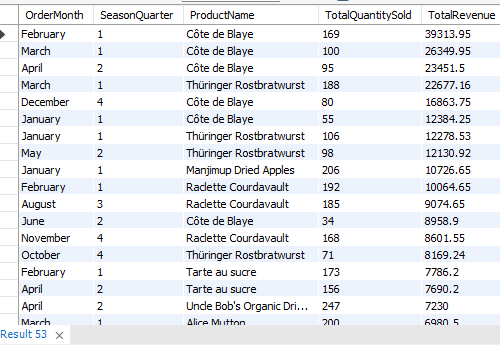 OrderMonth SeasonQuarter ProductName TotalQuantitySold TotalRevenue
February 1 Côte de Blaye 169 39313.95
March 1 Côte de Blaye 100 26349.95
April 2 Côte de Blaye 95 23451.5
March 1 Thüringer Rostbratwurst 188 22677.16
December 4 Côte de Blaye 80 16863.75
January 1 Côte de Blaye 55 12384.25
January 1 Thüringer Rostbratwurst 106 12278.53
May 2 Thüringer Rostbratwurst 98 12130.92
January 1 Manjimup Dried Apples 206 10726.65
February 1 Raclette Courdavault 192 10064.65
August 3 Raclette Courdavault 185 9074.65
June 2 Côte de Blaye 34 8958.9
November 4 Raclette Courdavault 168 8601.55
October 4 Thüringer Rostbratwurst 71 8169.24
February 1 Tarte au sucre 173 7786.2
April 2 Tarte au sucre 156 7690.2
April 2 Uncle Bob's Organic Dri... 247 7230
March 1 Alice Mutton 200 6980.5
Result 53